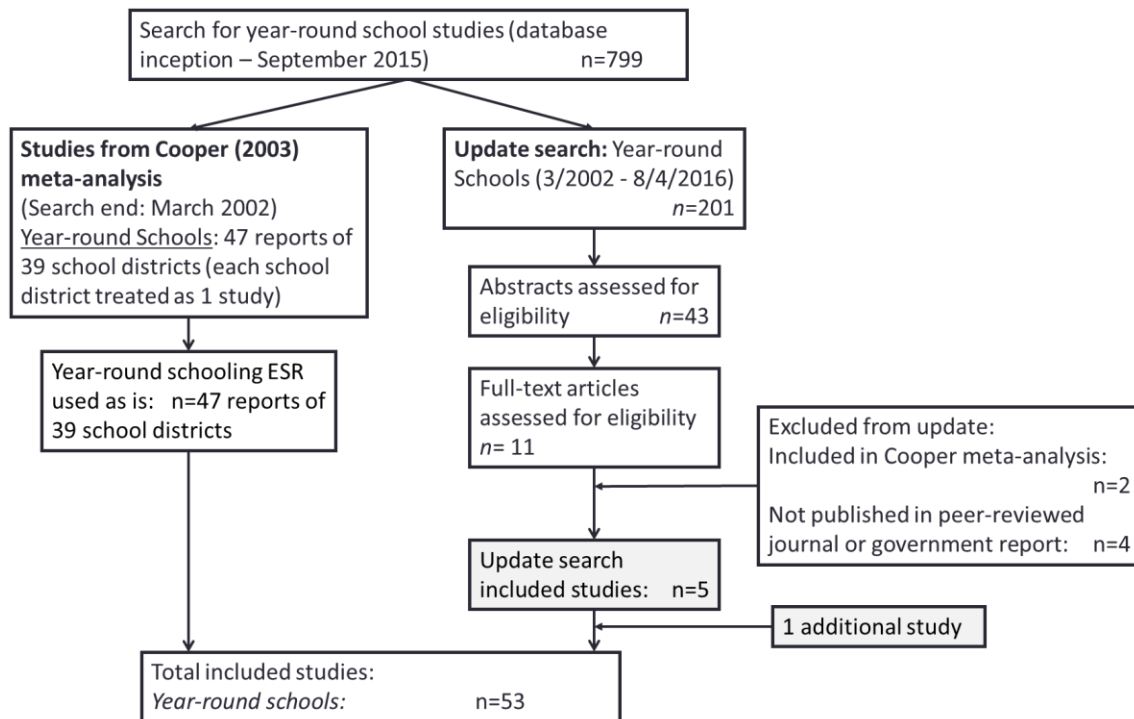 Search for year-round school studies (database
inception – September 2015) n=799
Studies from Cooper (2003)
meta-analysis
(Search end: March 2002)
Year-round Schools: 47 reports of
39 school districts (each school
district treated as 1 study)
Update search: Year-round
Schools (3/2002 - 8/4/2016)
n=201
Abstracts assessed for
eligibility n=43
Year-round schooling ESR
used as is: n=47 reports of
39 school districts
Full-text articles
assessed for eligibility
n= 11
Excluded from update:
Included in Cooper meta-analysis:
n=2
Not published in peer-reviewed
journal or government report: n=4
Update search
included studies: n=5
1 additional study
Total included studies:
Year-round schools: n=53